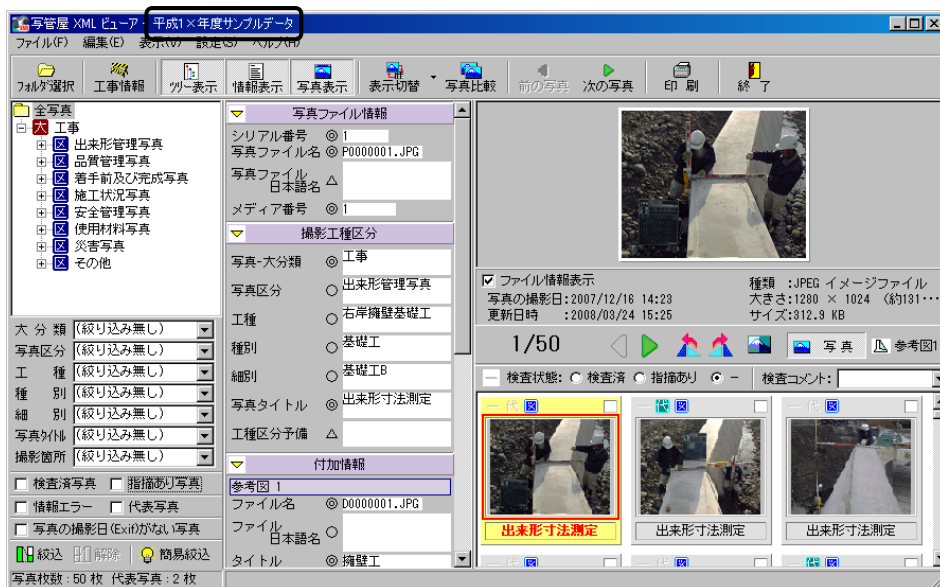 写管屋 XML ビューア - 平成1×年度サンプルデータ
ファイル(F) 編集(E) 表示(V) 設定(S) ヘルプ(H)
フォルダ選択 工事情報 ツリー表示 情報表示 写真表示 表示切替 写真比較 前の写真 次の写真 印 刷 終 了
全写真
大 工事
区 出来形管理写真
区 品質管理写真
区 着手前及び完成写真
区 施工状況写真
区 安全管理写真
区 使用材料写真
区 災害写真
区 その他
大 分 類 (絞り込み無し)
写真区分 (絞り込み無し)
工 種 (絞り込み無し)
種 別 (絞り込み無し)
細 別 (絞り込み無し)
写真タイトル (絞り込み無し)
撮影箇所 (絞り込み無し)
検査済写真 指摘あり写真
情報エラー 代表写真
写真の撮影日(Exif)がない写真
絞込 解除 簡易絞込
写真枚数:50 枚 代表写真:2 枚
写真ファイル情報
シリアル番号 ◎ 1
写真ファイル名 ◎ P0000001.JPG
写真ファイル日本語名 △
メディア番号 ◎ 1
撮影工種区分
写真-大分類 ◎ 工事
写真区分 ○ 出来形管理写真
工種 ○ 右岸擁壁基礎工
種別 ○ 基礎工
細別 ○ 基礎工B
写真タイトル ◎ 出来形寸法測定
工種区分予備 △
付加情報
参考図 1
ファイル名 ◎ D0000001.JPG
ファイル日本語名 ○
タイトル ◎ 擁壁工
ファイル情報表示
写真の撮影日:2007/12/16 14:23
更新日時 :2008/03/24 15:25
種類 :JPEG イメージファイル
大きさ:1280 × 1024 (約131・・・
サイズ:312.9 KB
1/50 写 真 参考図1
検査状態: 検査済 指摘あり − 検査コメント:
− 代 区
− 代 区
− 代 区
出来形寸法測定
出来形寸法測定
出来形寸法測定
− 代 区
− 代 区
− 代 区